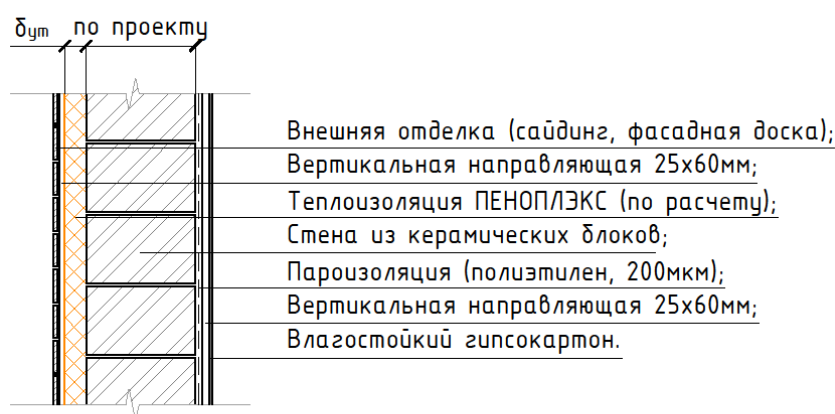 δут по проекту
Внешняя отделка (сайдинг, фасадная доска);
Вертикальная направляющая 25х60мм;
Теплоизоляция ПЕНОПЛЭКС (по расчету);
Стена из керамических блоков;
Пароизоляция (полиэтилен, 200мкм);
Вертикальная направляющая 25х60мм;
Влагостойкий гипсокартон.